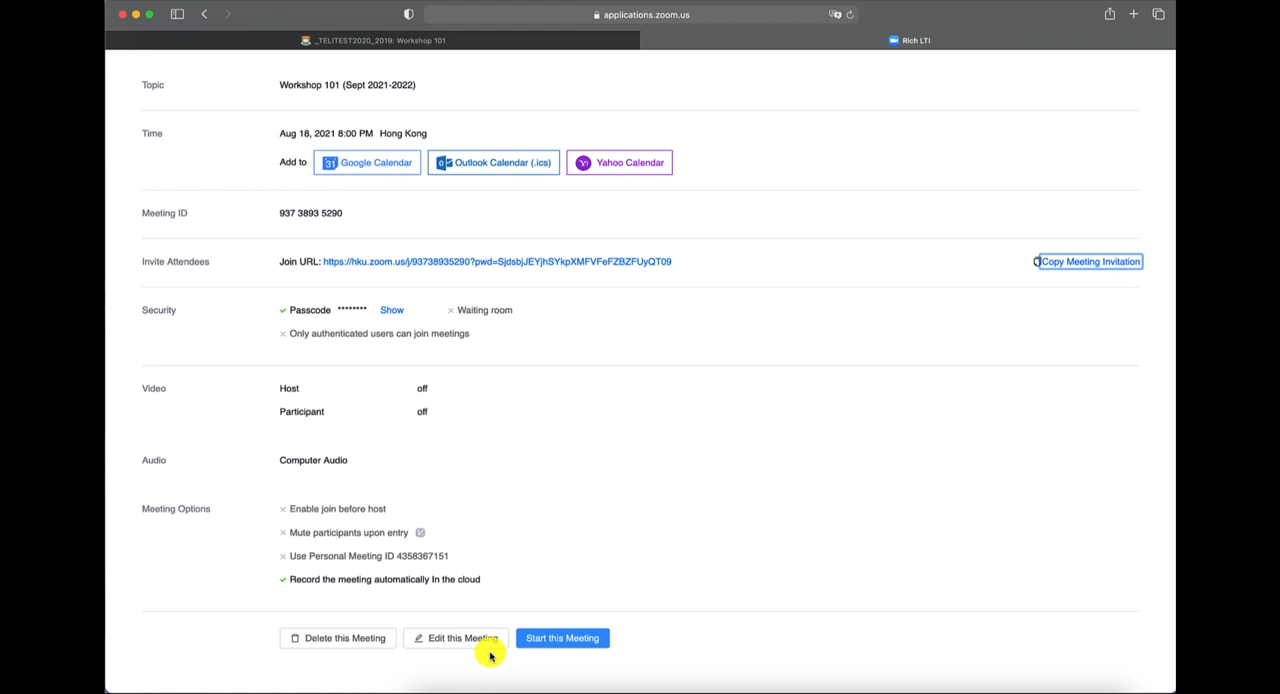 applications.zoom.us
_TELITEST2020_2019: Workshop 101
Rich LTI
Topic Workshop 101 (Sept 2021-2022)
Time Aug 18, 2021 8:00 PM Hong Kong
Add to 31 Google Calendar Outlook Calendar (.ics) Yahoo Calendar
Meeting ID 937 3893 5290
Invite Attendees Join URL: https://hku.zoom.us/j/93738935290?pwd=SjdsbjJEYjhSYkpXMFVFeFZBZFUyQT09 Copy Meeting Invitation
Security Passcode ******** Show Waiting room
Only authenticated users can join meetings
Video Host off
Participant off
Audio Computer Audio
Meeting Options Enable join before host
Mute participants upon entry
Use Personal Meeting ID 4358367151
Record the meeting automatically In the cloud
Delete this Meeting Edit this Meeting Start this Meeting